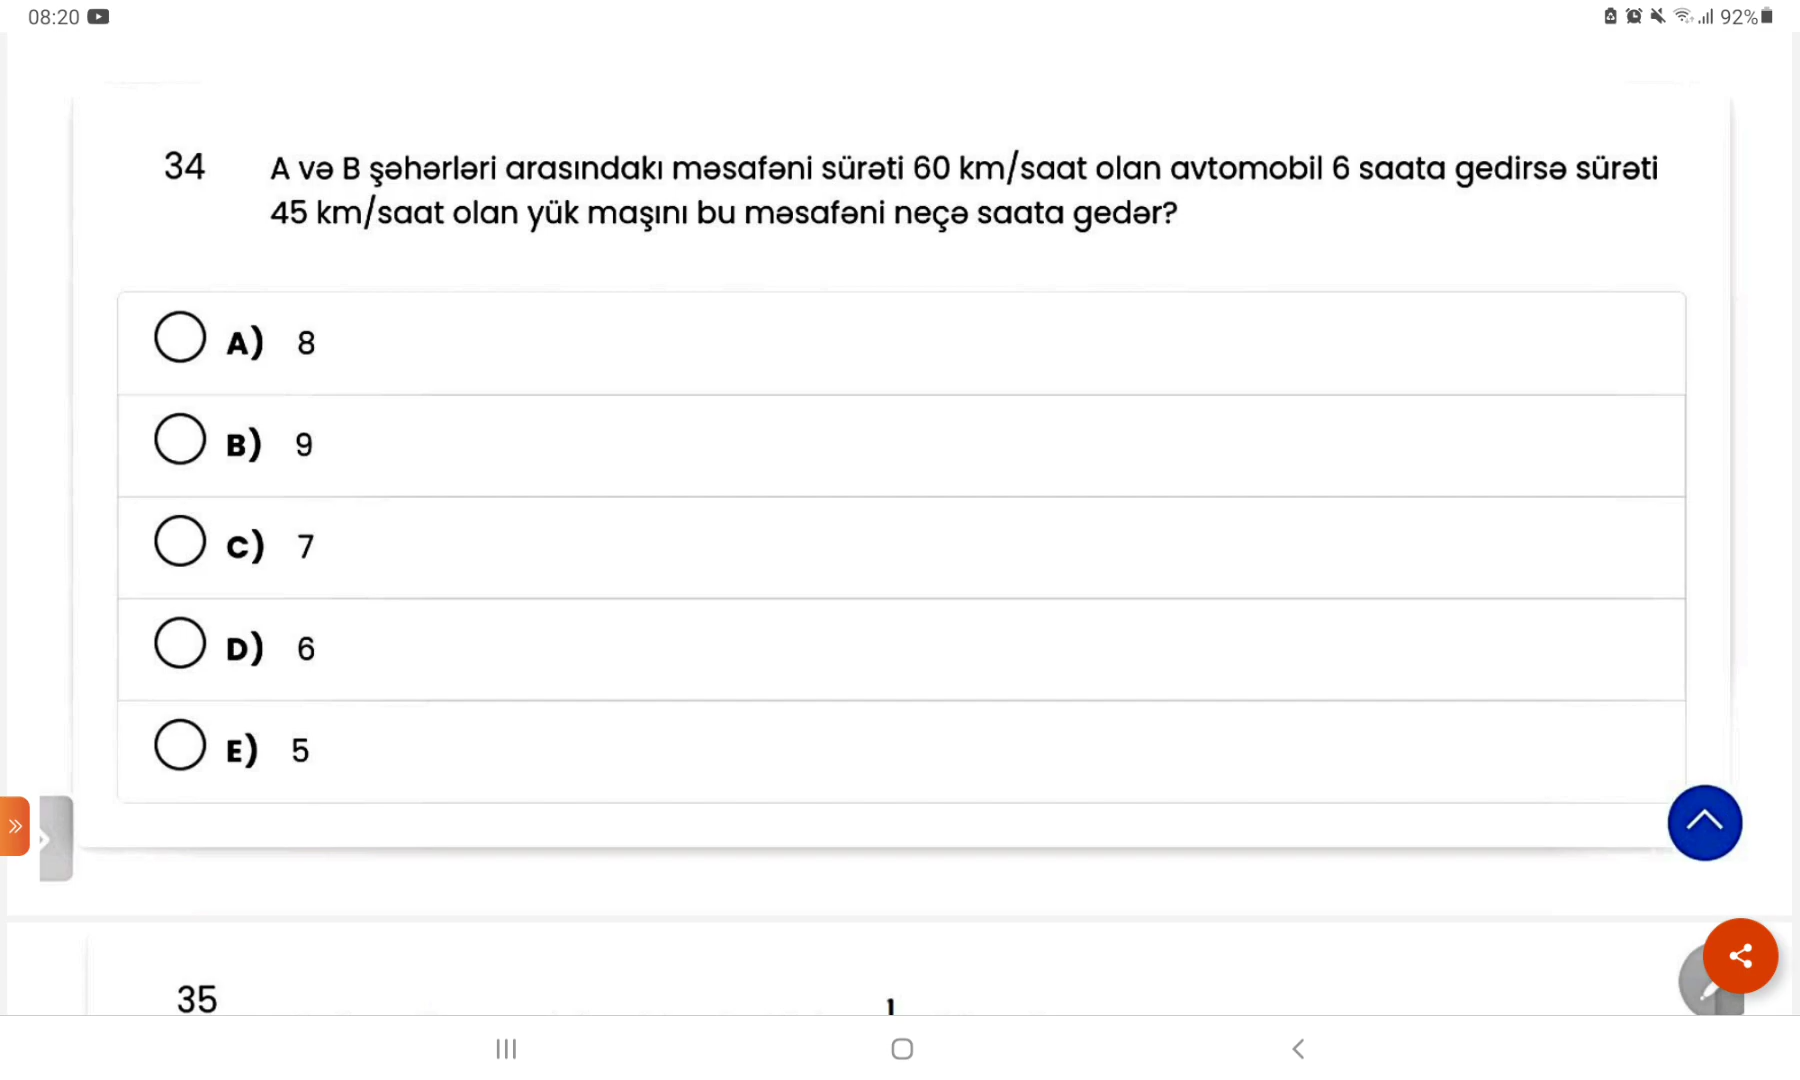 08:20
92%
34
A və B şəhərləri arasındakı məsafəni sürəti 60 km/saat olan avtomobil 6 saata gedirsə sürəti
45 km/saat olan yük maşını bu məsafəni neçə saata gedər?
A) 8
B) 9
C) 7
D) 6
E) 5
35